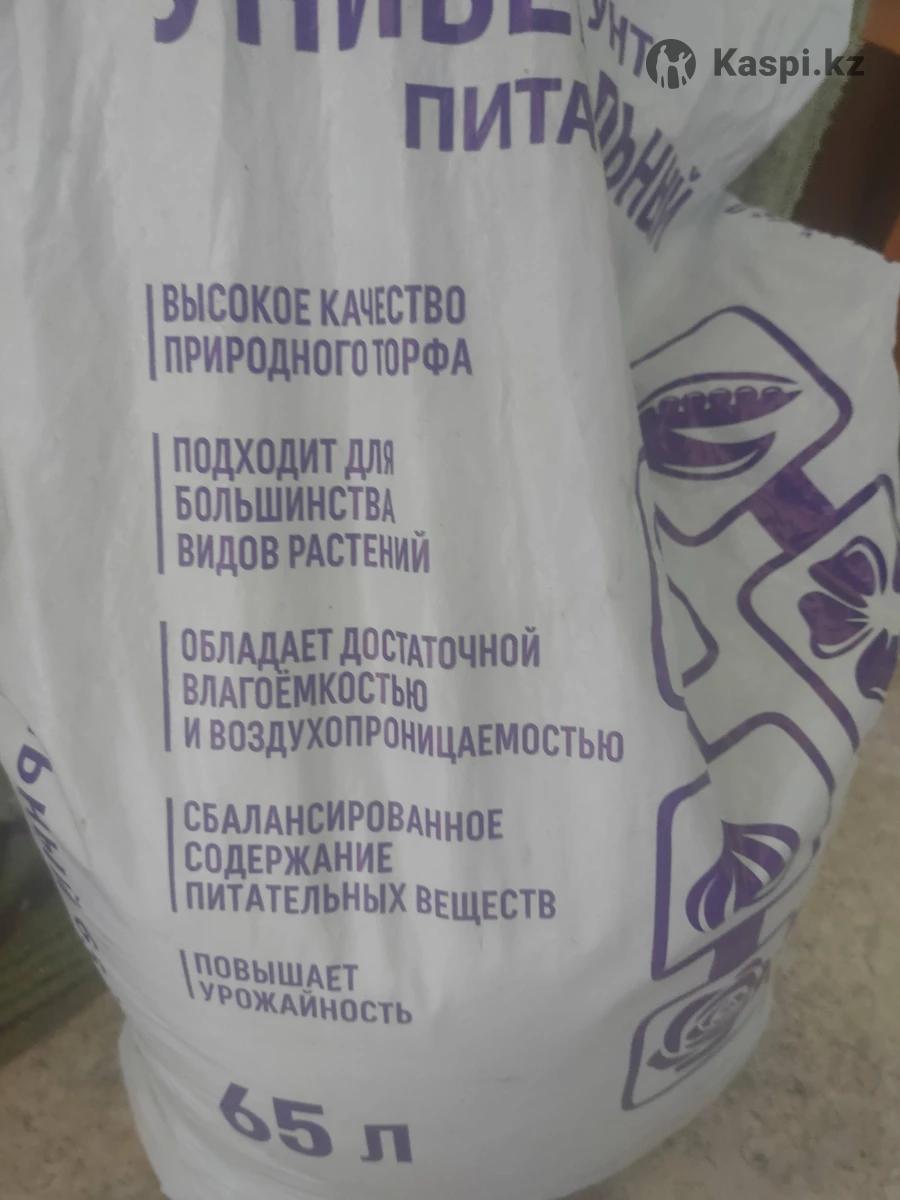 Kaspi.kz
ВЫСОКОЕ КАЧЕСТВО
ПРИРОДНОГО ТОРФА
ПОДХОДИТ ДЛЯ
БОЛЬШИНСТВА
ВИДОВ РАСТЕНИЙ
ОБЛАДАЕТ ДОСТАТОЧНОЙ
ВЛАГОЁМКОСТЬЮ
И ВОЗДУХОПРОНИЦАЕМОСТЬЮ
СБАЛАНСИРОВАННОЕ
СОДЕРЖАНИЕ
ПИТАТЕЛЬНЫХ ВЕЩЕСТВ
ПОВЫШАЕТ
УРОЖАЙНОСТЬ
65 л